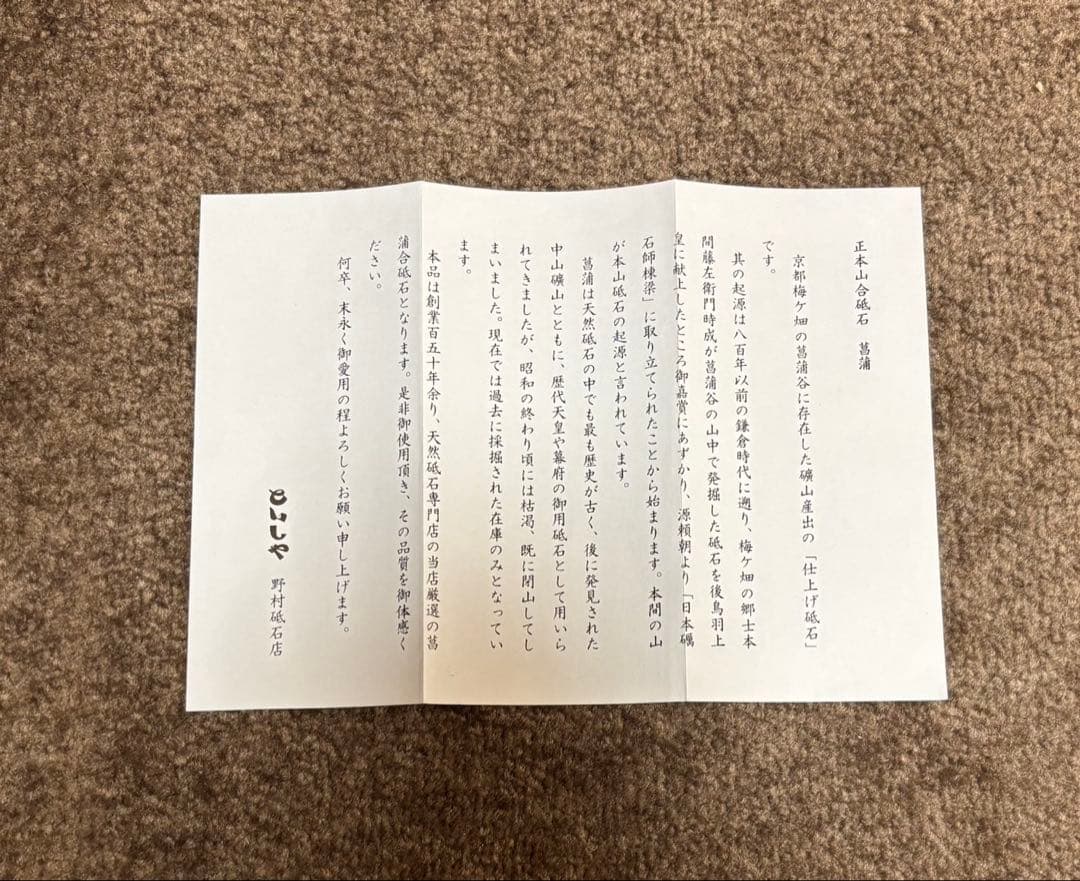 正本山合砥石　菖蒲
京都梅ケ畑の菖蒲谷に存在した礦山産出の「仕上げ砥石」
です。
其の起源は八百年以前の鎌倉時代に遡り、梅ケ畑の郷士本
間藤左衛門時成が菖蒲谷の山中で発掘した砥石を後鳥羽上
皇に献上したところ御嘉賞にあずかり、源頼朝より「日本礪
石師棟梁」に取り立てられたことから始まります。本間の山
が本山砥石の起源と言われています。
菖蒲は天然砥石の中でも最も歴史が古く、後に発見された
中山礦山とともに、歴代天皇や幕府の御用砥石として用いら
れてきましたが、昭和の終わり頃には枯渇、既に閉山してし
まいました。現在では過去に採掘された在庫のみとなってい
ます。
本品は創業百五十年余り、天然砥石専門店の当店厳選の菖
蒲合砥石となります。是非御使用頂き、その品質を御体感く
ださい。
何卒、末永く御愛用の程よろしくお願い申し上げます。
といしや　野村砥石店